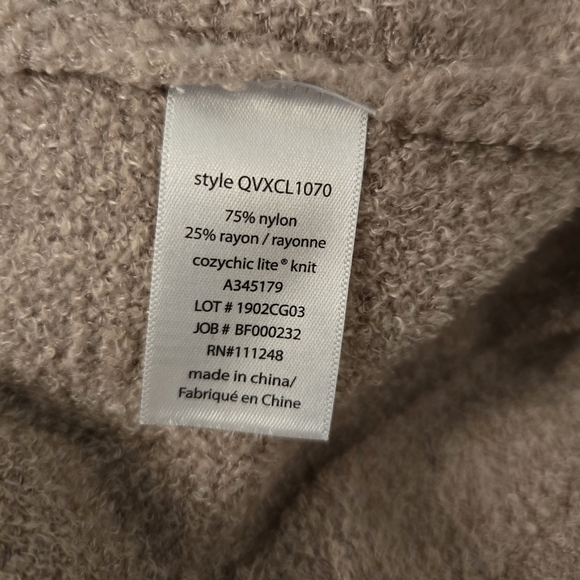 style QVXCL1070
75% nylon
25% rayon / rayonne
cozychic lite® knit
A345179
LOT # 1902CG03
JOB # BF000232
RN#111248
made in china/
Fabriqué en Chine